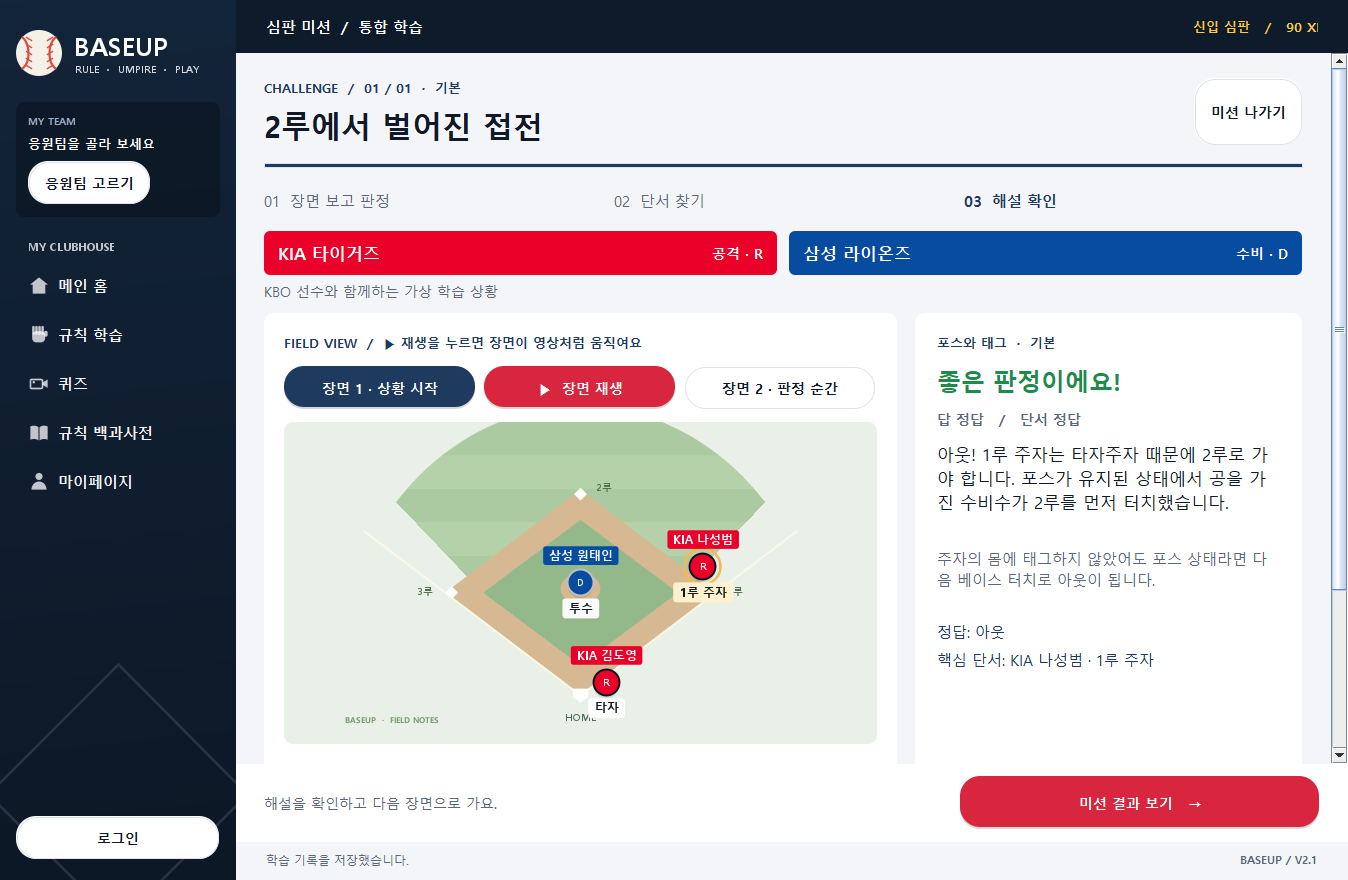 BASEUP
RULE · UMPIRE · PLAY
MY TEAM
응원팀을 골라 보세요
응원팀 고르기
MY CLUBHOUSE
메인 홈
규칙 학습
퀴즈
규칙 백과사전
마이페이지
로그인
심판 미션 / 통합 학습
신입 심판 / 90 XI
CHALLENGE / 01 / 01 · 기본
2루에서 벌어진 접전
미션 나가기
01 장면 보고 판정
02 단서 찾기
03 해설 확인
KIA 타이거즈
공격 · R
삼성 라이온즈
수비 · D
KBO 선수와 함께하는 가상 학습 상황
FIELD VIEW / ▶ 재생을 누르면 장면이 영상처럼 움직여요
장면 1 · 상황 시작
▶ 장면 재생
장면 2 · 판정 순간
2루
KIA 나성범
R
1루 주자
루
삼성 원태인
D
투수
3루
KIA 김도영
R
타자
HOME
BASEUP · FIELD NOTES
포스와 태그 · 기본
좋은 판정이에요!
답 정답 / 단서 정답
아웃! 1루 주자는 타자주자 때문에 2루로 가
야 합니다. 포스가 유지된 상태에서 공을 가
진 수비수가 2루를 먼저 터치했습니다.
주자의 몸에 태그하지 않았어도 포스 상태라면 다
음 베이스 터치로 아웃이 됩니다.
정답: 아웃
핵심 단서: KIA 나성범 · 1루 주자
해설을 확인하고 다음 장면으로 가요.
미션 결과 보기 →
학습 기록을 저장했습니다.
BASEUP / V2.1